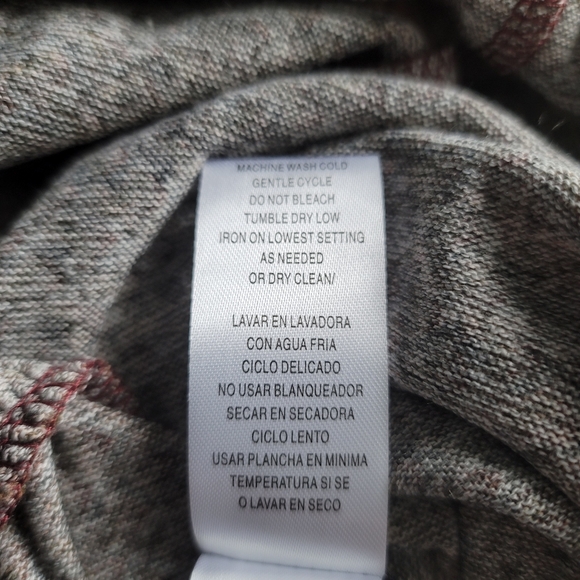 MACHINE WASH COLD
GENTLE CYCLE
DO NOT BLEACH
TUMBLE DRY LOW
IRON ON LOWEST SETTING
AS NEEDED
OR DRY CLEAN/
LAVAR EN LAVADORA
CON AGUA FRIA
CICLO DELICADO
NO USAR BLANQUEADOR
SECAR EN SECADORA
CICLO LENTO
USAR PLANCHA EN MINIMA
TEMPERATURA SI SE
O LAVAR EN SECO